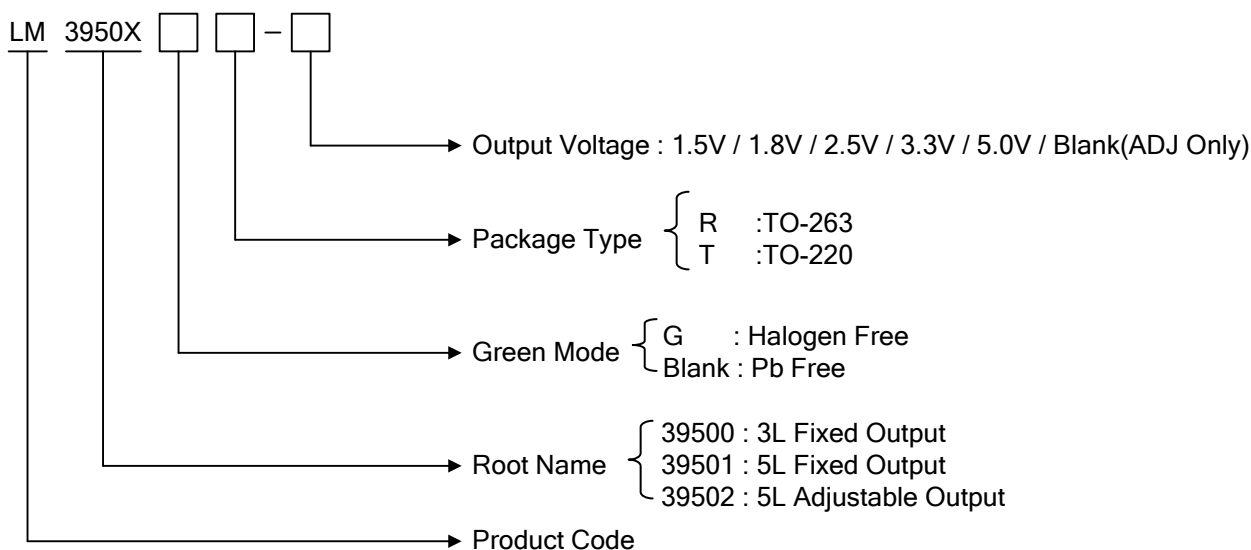 LM 3950X –
Output Voltage : 1.5V / 1.8V / 2.5V / 3.3V / 5.0V / Blank(ADJ Only)
Package Type
R :TO-263
T :TO-220
Green Mode
G : Halogen Free
Blank : Pb Free
Root Name
39500 : 3L Fixed Output
39501 : 5L Fixed Output
39502 : 5L Adjustable Output
Product Code